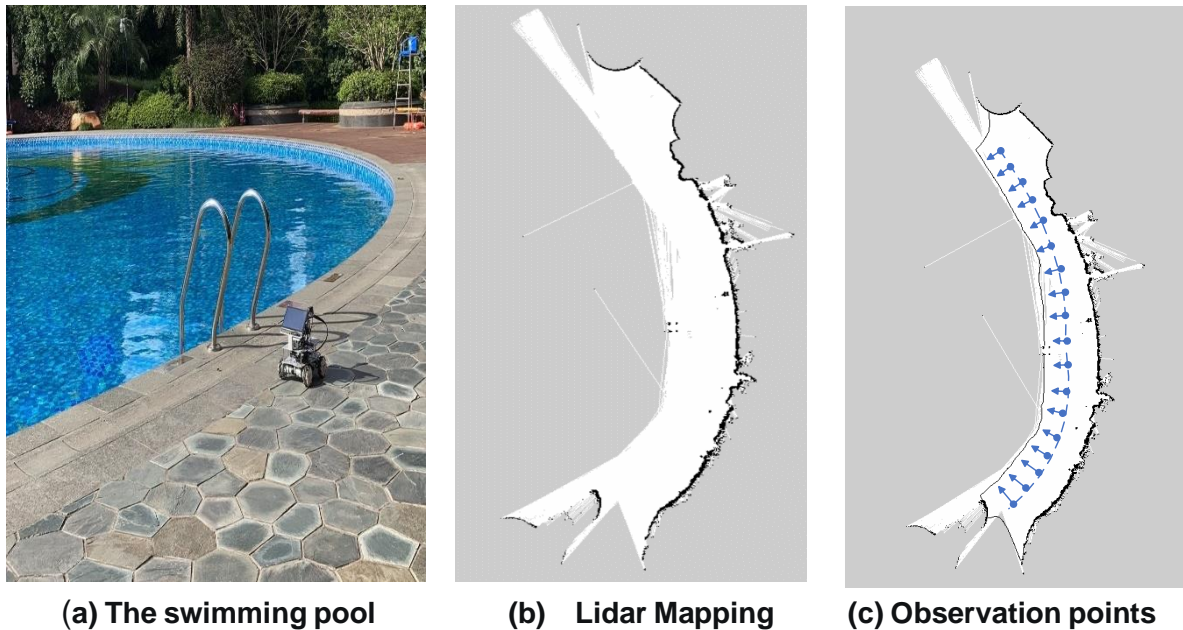 (a) The swimming pool
(b) Lidar Mapping
(c) Observation points